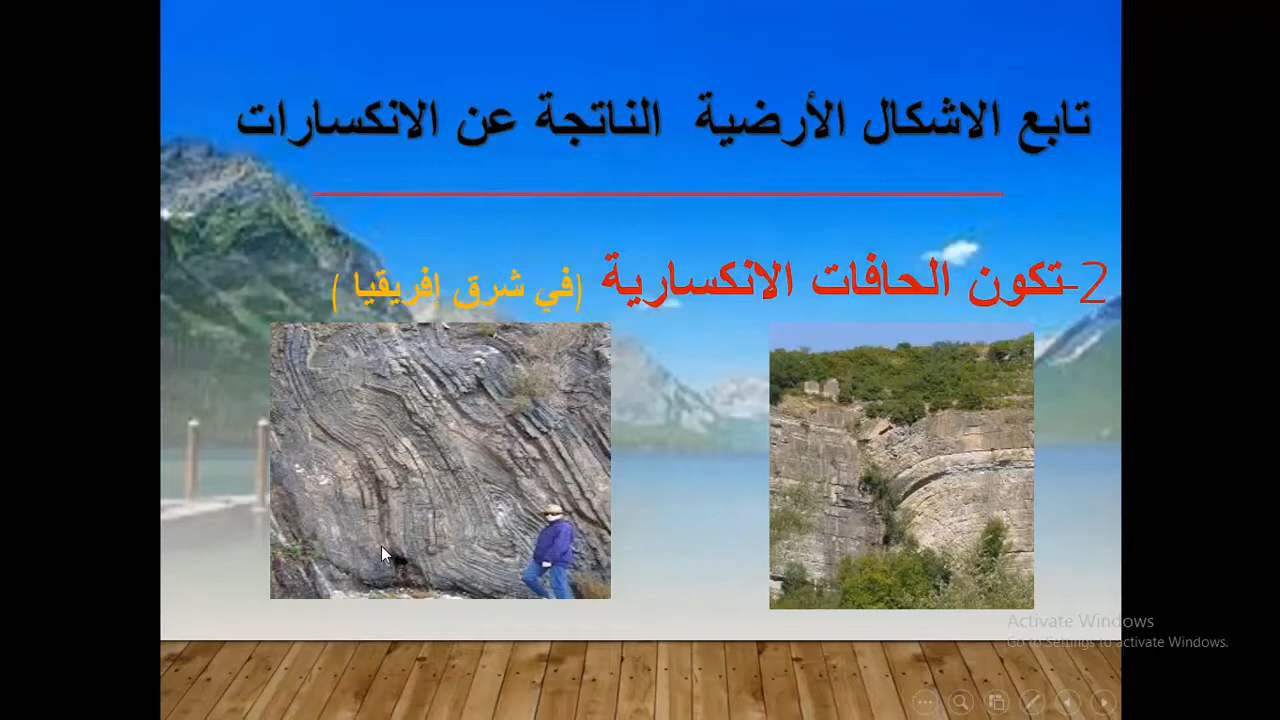 تابع الاشكال الأرضية الناتجة عن الانكسارات
2-تكون الحافات الانكسارية (في شرق إفريقيا )
Activate Windows
Go to Settings to activate Windows.